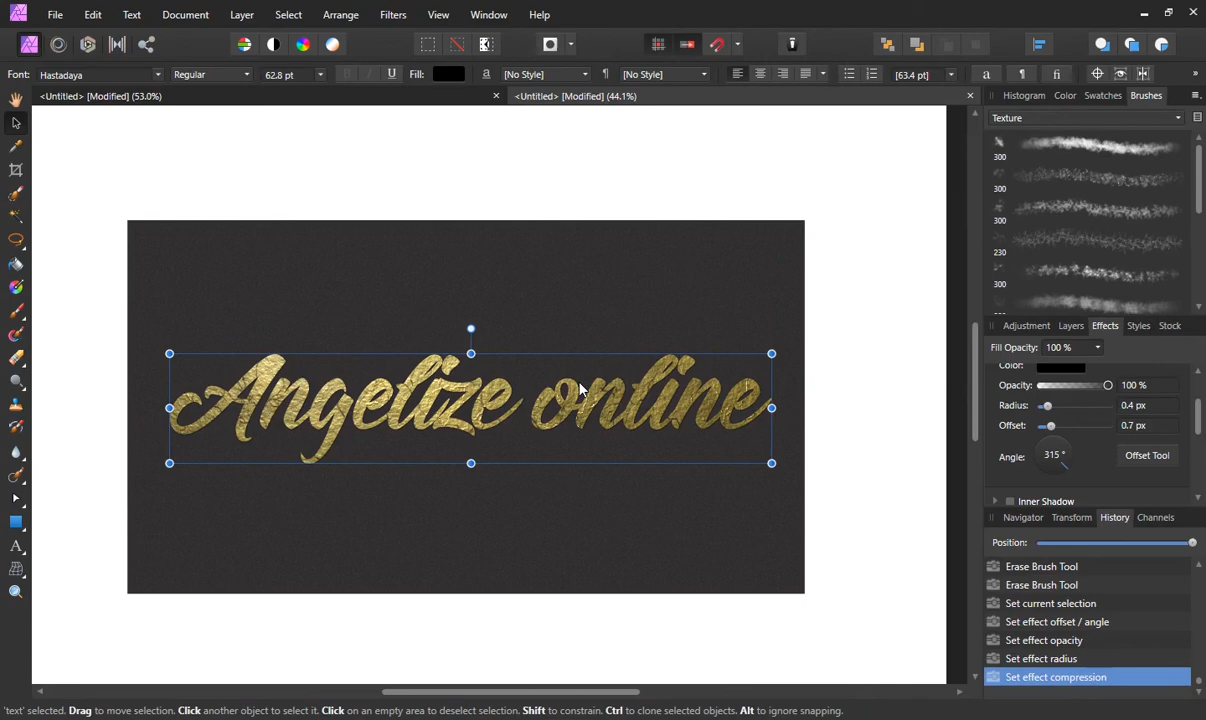 File Edit Text Document Layer Select Arrange Filters View Window Help
Font: Hastadaya Regular 62.8 pt B I U Fill: a [No Style] ¶ [No Style] [63.4 pt] a ¶ fi »
<Untitled> [Modified] (53.0%) × <Untitled> [Modified] (44.1%) ×
Histogram Color Swatches Brushes
Texture
300
300
300
230
300
Adjustment Layers Effects Styles Stock
Fill Opacity: 100 %
Color:
Opacity: 100 %
Radius: 0.4 px
Offset: 0.7 px
Angle: 315 ° Offset Tool
Inner Shadow
Navigator Transform History Channels
Position:
Erase Brush Tool
Erase Brush Tool
Set current selection
Set effect offset / angle
Set effect opacity
Set effect radius
Set effect compression
Angelize online
A
'text' selected. Drag to move selection. Click another object to select it. Click on an empty area to deselect selection. Shift to constrain. Ctrl to clone selected objects. Alt to ignore snapping.